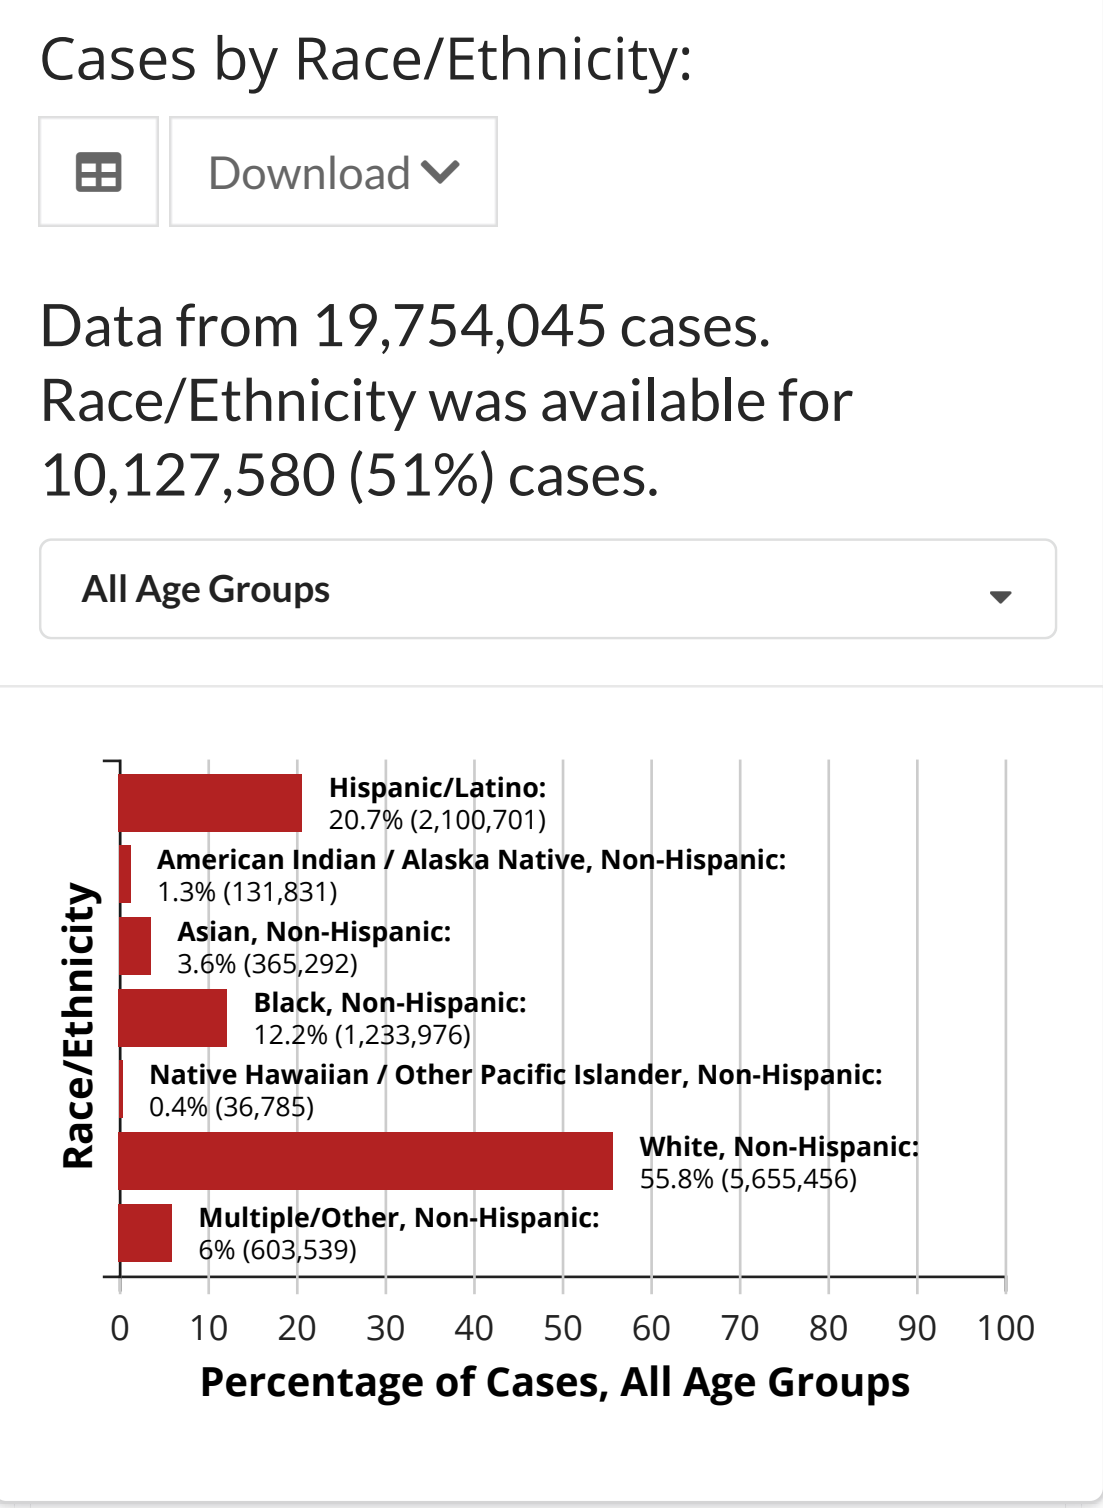 Cases by Race/Ethnicity:
Download
Data from 19,754,045 cases.
Race/Ethnicity was available for
10,127,580 (51%) cases.
All Age Groups
Race/Ethnicity
Hispanic/Latino:
20.7% (2,100,701)
American Indian / Alaska Native, Non-Hispanic:
1.3% (131,831)
Asian, Non-Hispanic:
3.6% (365,292)
Black, Non-Hispanic:
12.2% (1,233,976)
Native Hawaiian / Other Pacific Islander, Non-Hispanic:
0.4% (36,785)
White, Non-Hispanic:
55.8% (5,655,456)
Multiple/Other, Non-Hispanic:
6% (603,539)
0 10 20 30 40 50 60 70 80 90 100
Percentage of Cases, All Age Groups